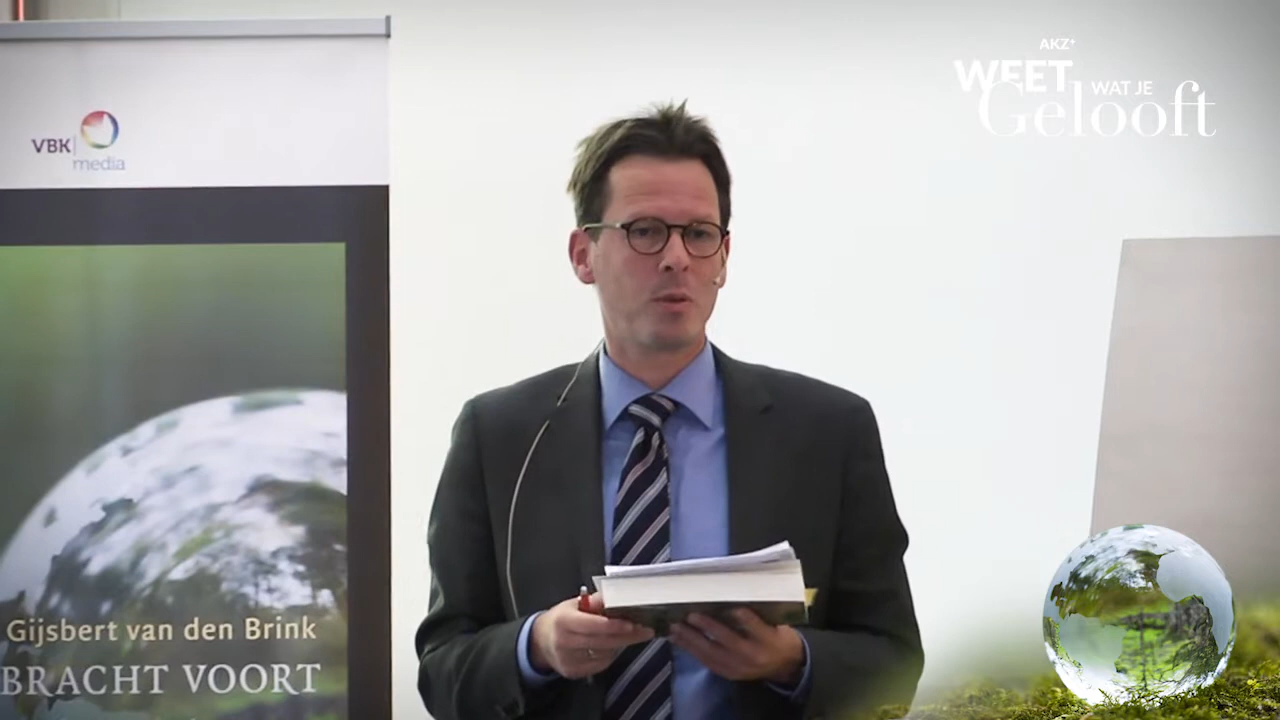 VBK
media
Gijsbert van den Brink
BRACHT VOORT
AKZ+
WEET
WAT JE
Gelooft